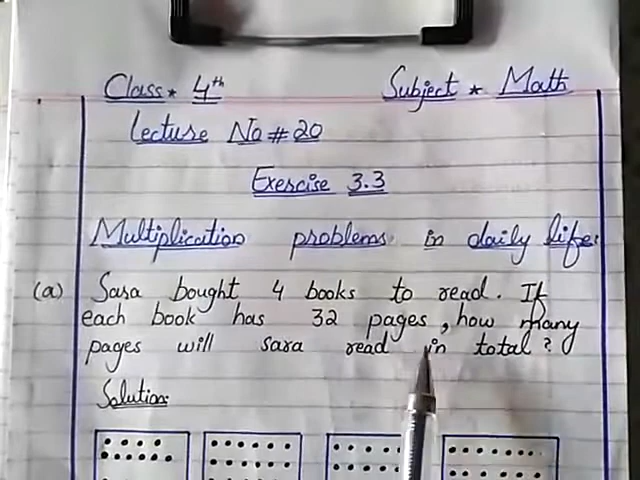 Class * 4th Subject * Math
Lecture No # 20
Exercise 3.3
Multiplication problems in daily life:
(a) Sara bought 4 books to read. If
each book has 32 pages, how many
pages will sara read in total?
Solution: